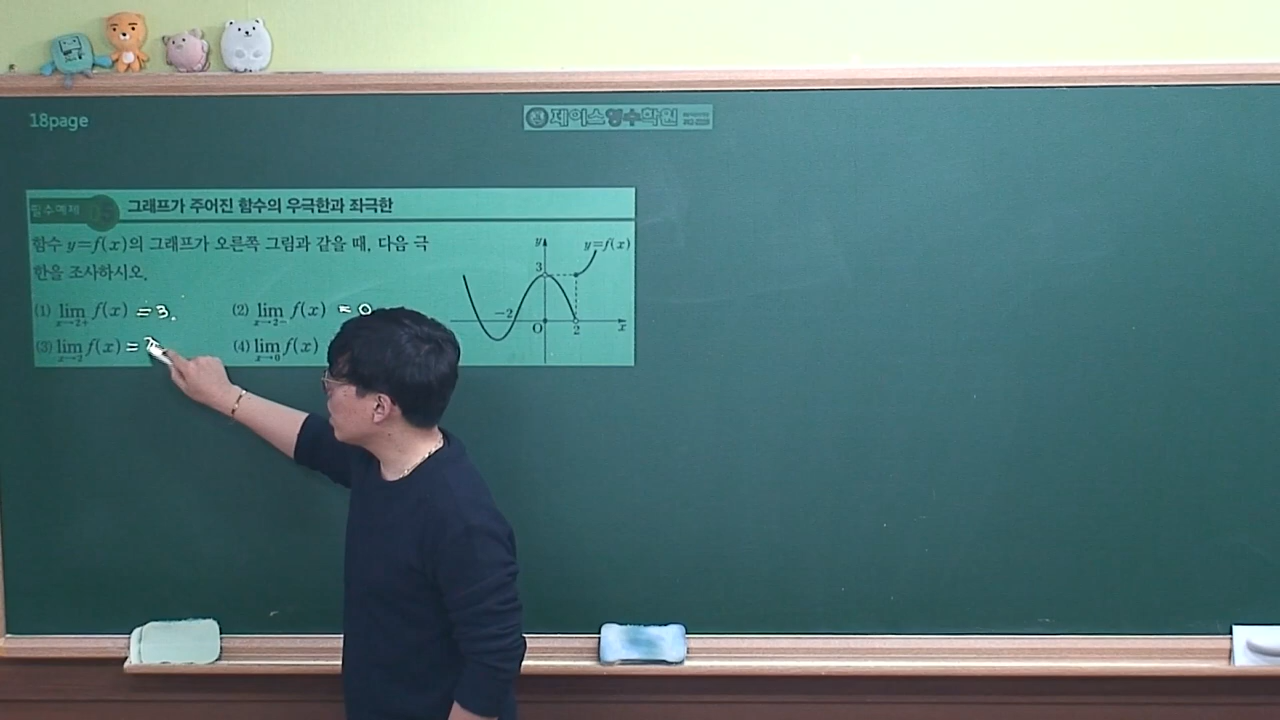 18page
제이스영수학원
필수예제 그래프가 주어진 함수의 우극한과 좌극한
함수 y=f(x)의 그래프가 오른쪽 그림과 같을 때, 다음 극
한을 조사하시오.
(1) lim x→2+ f(x) = 3.
(2) lim x→2- f(x) = 0
(3) lim x→2 f(x) =
(4) lim x→0 f(x)
y
y=f(x)
3
-2
O
2
x